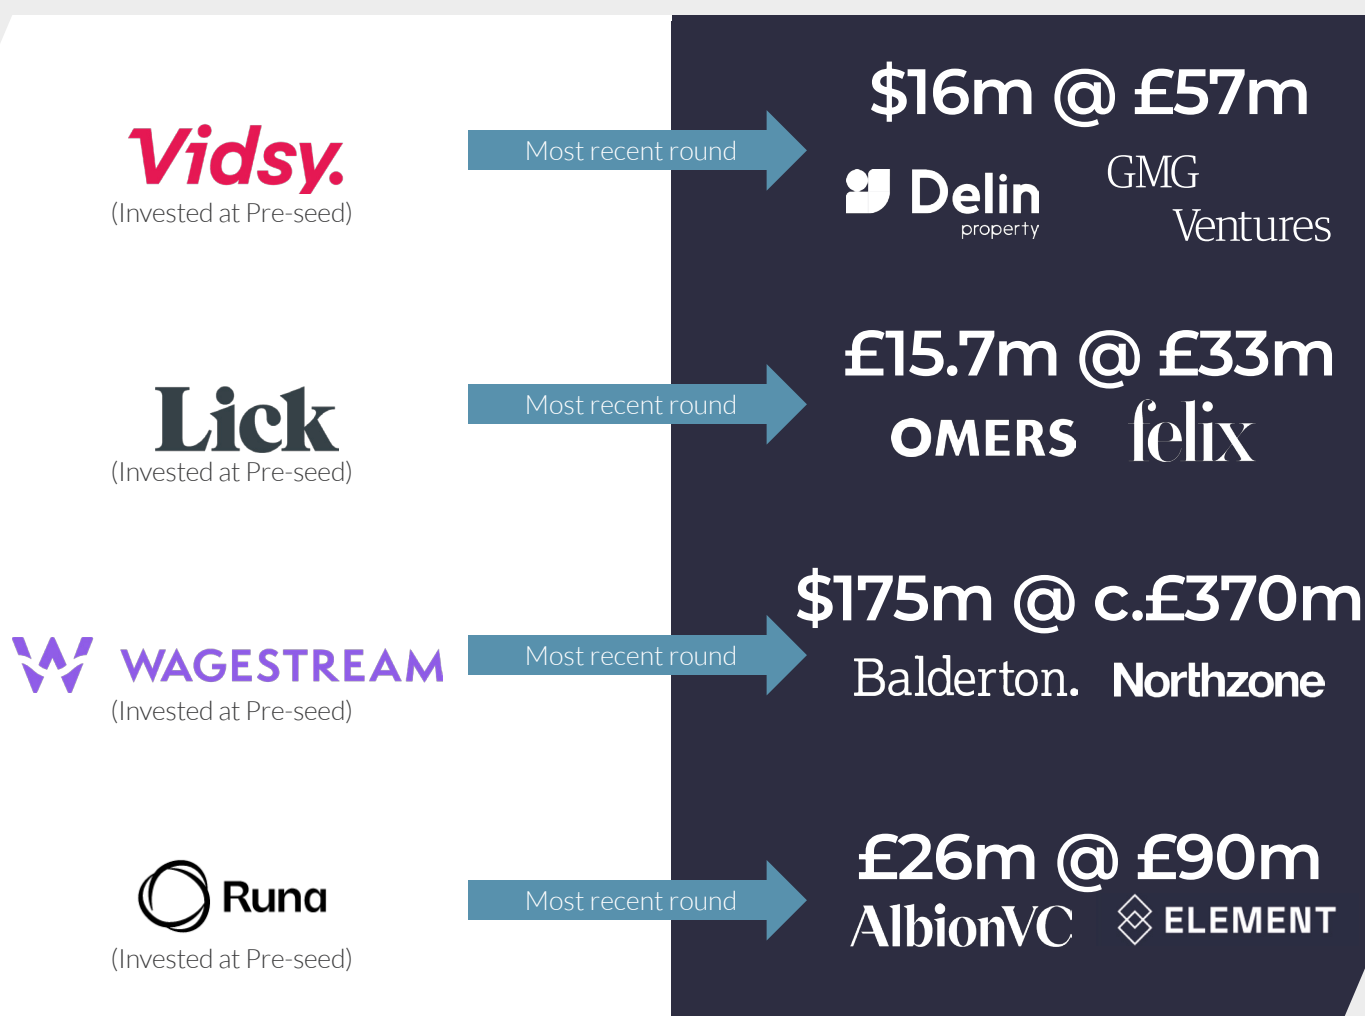 Vidsy.
(Invested at Pre-seed)
Most recent round
$16m @ £57m
Delin
property
GMG
Ventures
Lick
(Invested at Pre-seed)
Most recent round
£15.7m @ £33m
OMERS felix
WAGESTREAM
(Invested at Pre-seed)
Most recent round
$175m @ c.£370m
Balderton. Northzone
Runa
(Invested at Pre-seed)
Most recent round
£26m @ £90m
AlbionVC ELEMENT